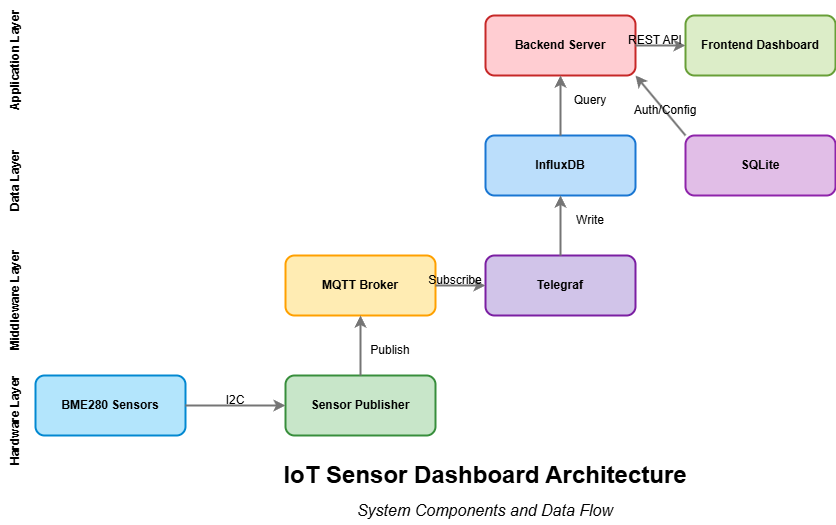 Application Layer
Backend Server
REST API
Frontend Dashboard
Query
Auth/Config
Data Layer
InfluxDB
SQLite
Write
Middleware Layer
MQTT Broker
Subscribe
Telegraf
Publish
Hardware Layer
BME280 Sensors
I2C
Sensor Publisher
IoT Sensor Dashboard Architecture
System Components and Data Flow